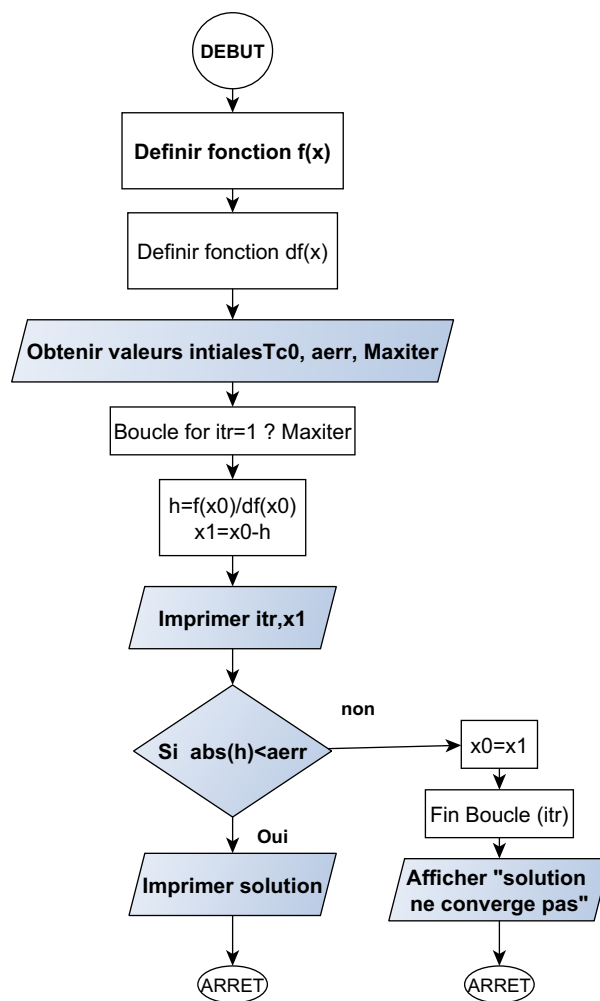 DEBUT
Definir fonction f(x)
Definir fonction df(x)
Obtenir valeurs intialesTc0, aerr, Maxiter
Boucle for itr=1 ? Maxiter
h=f(x0)/df(x0)
x1=x0-h
Imprimer itr,x1
Si abs(h)<aerr
non
x0=x1
Fin Boucle (itr)
Afficher "solution
ne converge pas"
ARRET
Oui
Imprimer solution
ARRET